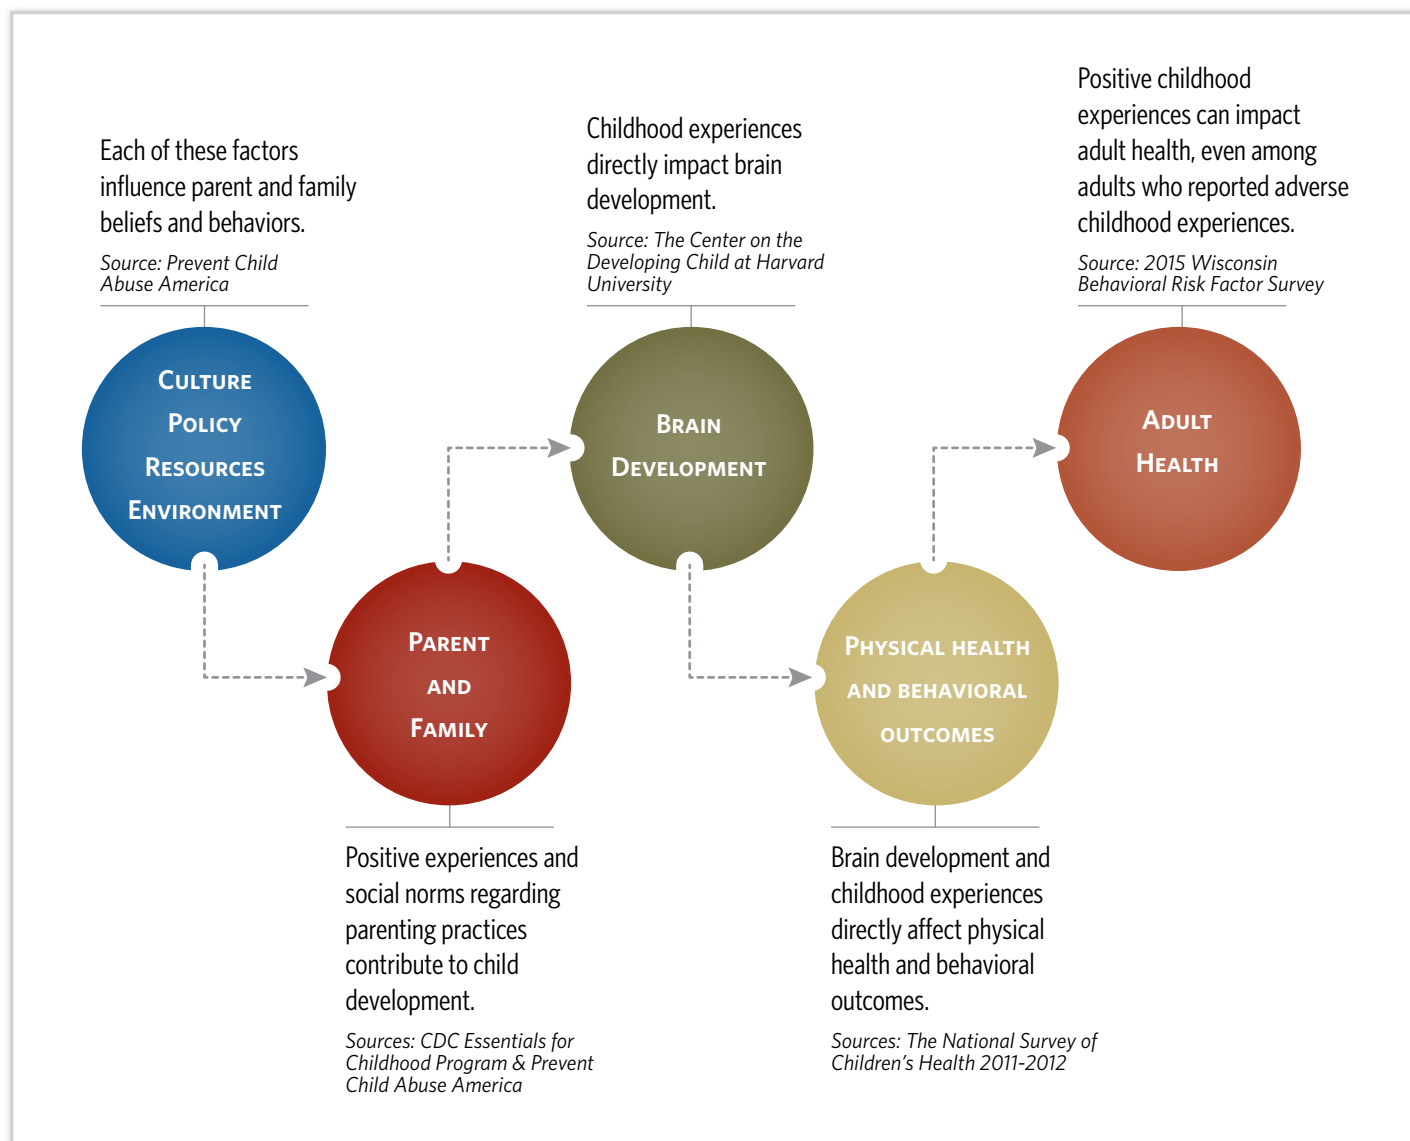 Each of these factors
influence parent and family
beliefs and behaviors.
Source: Prevent Child
Abuse America
CULTURE
POLICY
RESOURCES
ENVIRONMENT
PARENT
AND
FAMILY
Positive experiences and
social norms regarding
parenting practices
contribute to child
development.
Sources: CDC Essentials for
Childhood Program & Prevent
Child Abuse America
Childhood experiences
directly impact brain
development.
Source: The Center on the
Developing Child at Harvard
University
BRAIN
DEVELOPMENT
PHYSICAL HEALTH
AND BEHAVIORAL
OUTCOMES
Brain development and
childhood experiences
directly affect physical
health and behavioral
outcomes.
Sources: The National Survey of
Children's Health 2011-2012
Positive childhood
experiences can impact
adult health, even among
adults who reported adverse
childhood experiences.
Source: 2015 Wisconsin
Behavioral Risk Factor Survey
ADULT
HEALTH